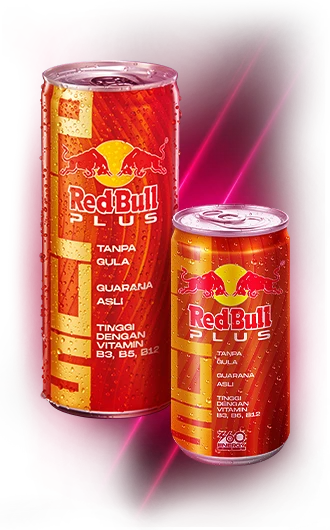 Red Bull
PLUS
TANPA
GULA
GUARANA
ASLI
TINGGI
DENGAN
VITAMIN
B3, B5, B12
Red Bull
PLUS
TANPA
GULA
GUARANA
ASLI
TINGGI
DENGAN
VITAMIN
B3, B5, B12
360